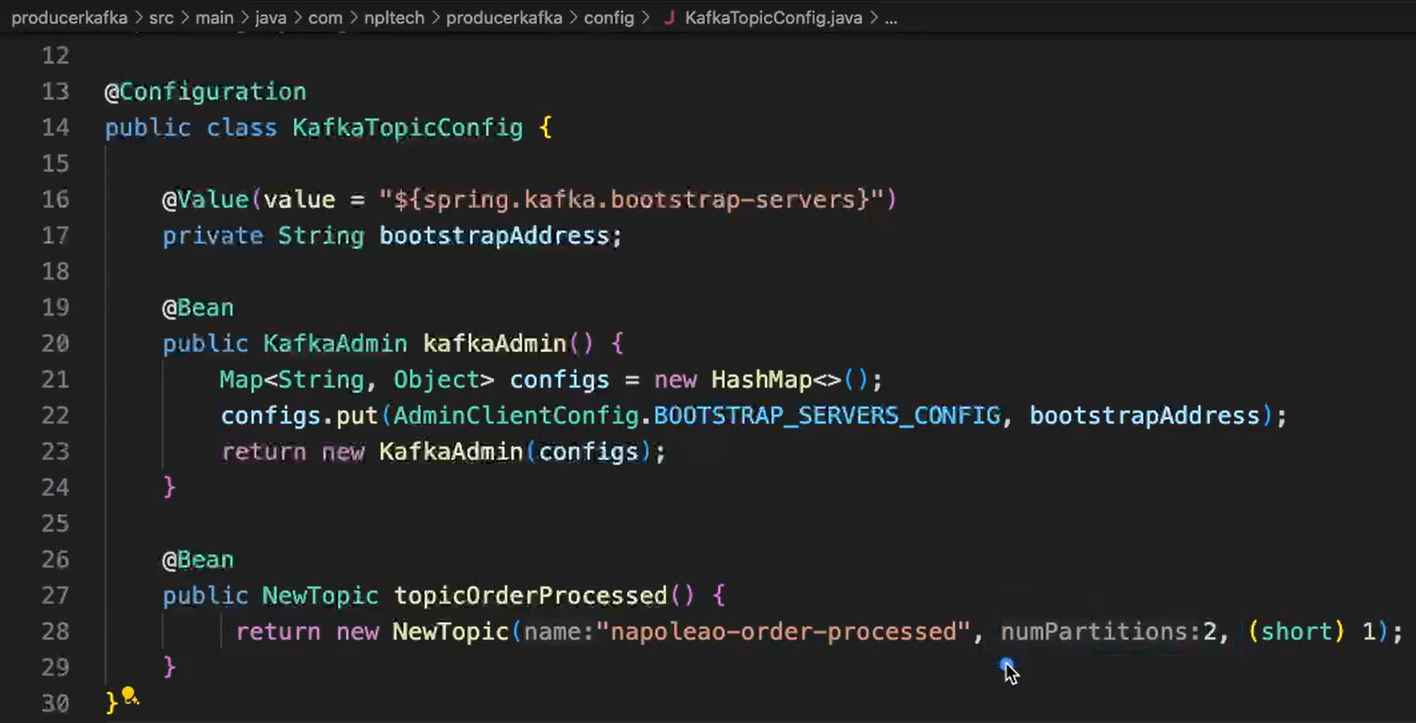 producerkafka > src > main > java > com > npltech > producerkafka > config > J KafkaTopicConfig.java > ...
12
13 @Configuration
14 public class KafkaTopicConfig {
15
16 @Value(value = "${spring.kafka.bootstrap-servers}")
17 private String bootstrapAddress;
18
19 @Bean
20 public KafkaAdmin kafkaAdmin() {
21 Map<String, Object> configs = new HashMap<>();
22 configs.put(AdminClientConfig.BOOTSTRAP_SERVERS_CONFIG, bootstrapAddress);
23 return new KafkaAdmin(configs);
24 }
25
26 @Bean
27 public NewTopic topicOrderProcessed() {
28 return new NewTopic(name:"napoleao-order-processed", numPartitions:2, (short) 1);
29 }
30 }